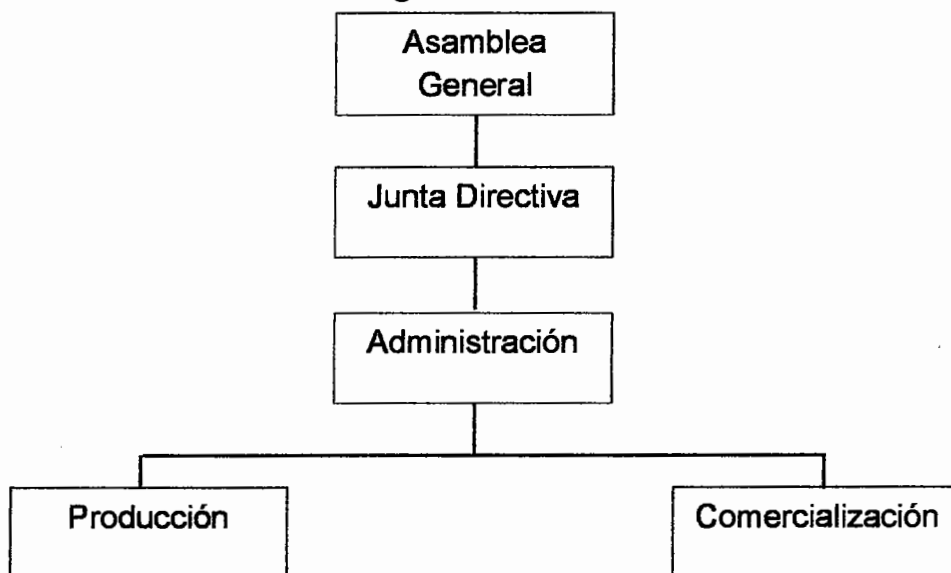 Asamblea
General
Junta Directiva
Administración
Producción
Comercialización